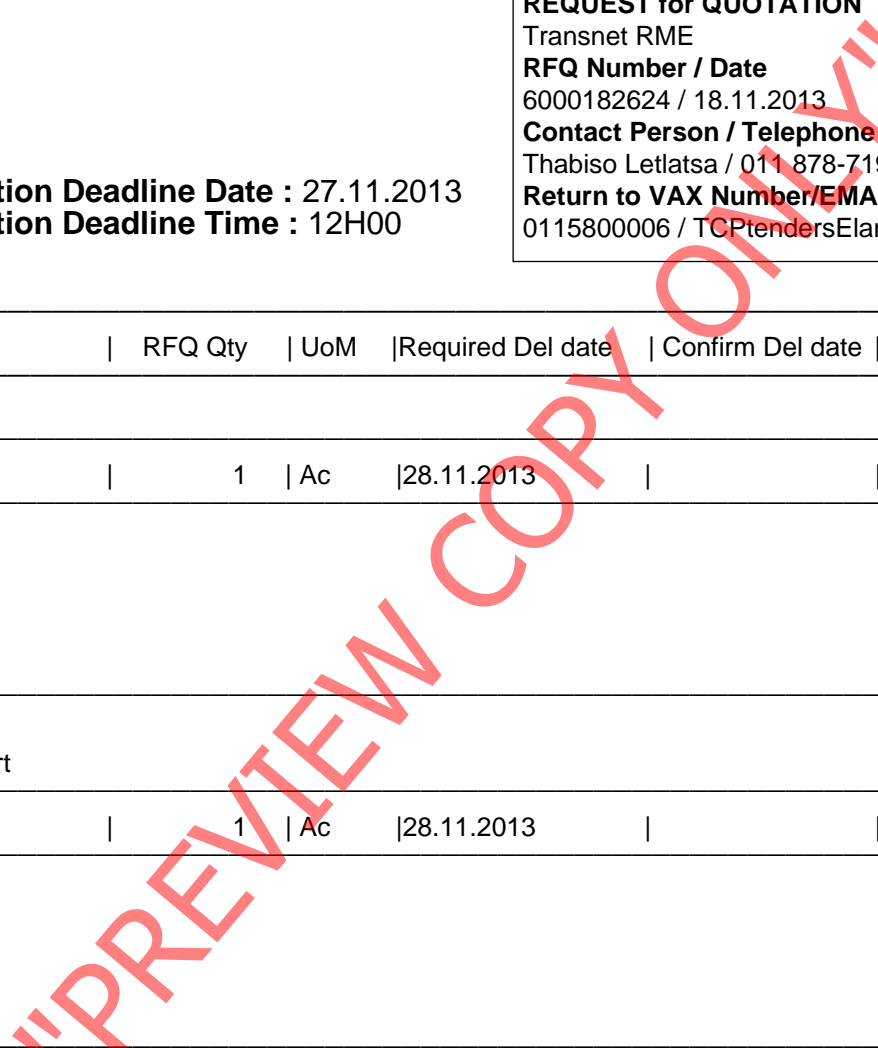 REQUEST for QUOTATION
Transnet RME
RFQ Number / Date
6000182624 / 18.11.2013
Contact Person / Telephone
Thabiso Letlatsa / 011 878-719
Return to VAX Number/EMA
0115800006 / TCPtendersElan
tion Deadline Date : 27.11.2013
tion Deadline Time : 12H00
| RFQ Qty | UoM |Required Del date | Confirm Del date |
| 1 | Ac |28.11.2013 | |
rt
| 1 | Ac |28.11.2013 | |
"PREVIEW COPY ONLY"